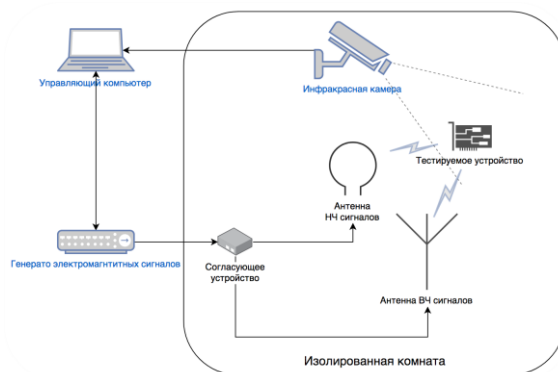 Управляющий компьютер
Инфракрасная камера
Тестируемое устройство
Антенна
НЧ сигналов
Генерато электромагнтитных сигналов
Согласующее
устройство
Антенна ВЧ сигналов
Изолированная комната